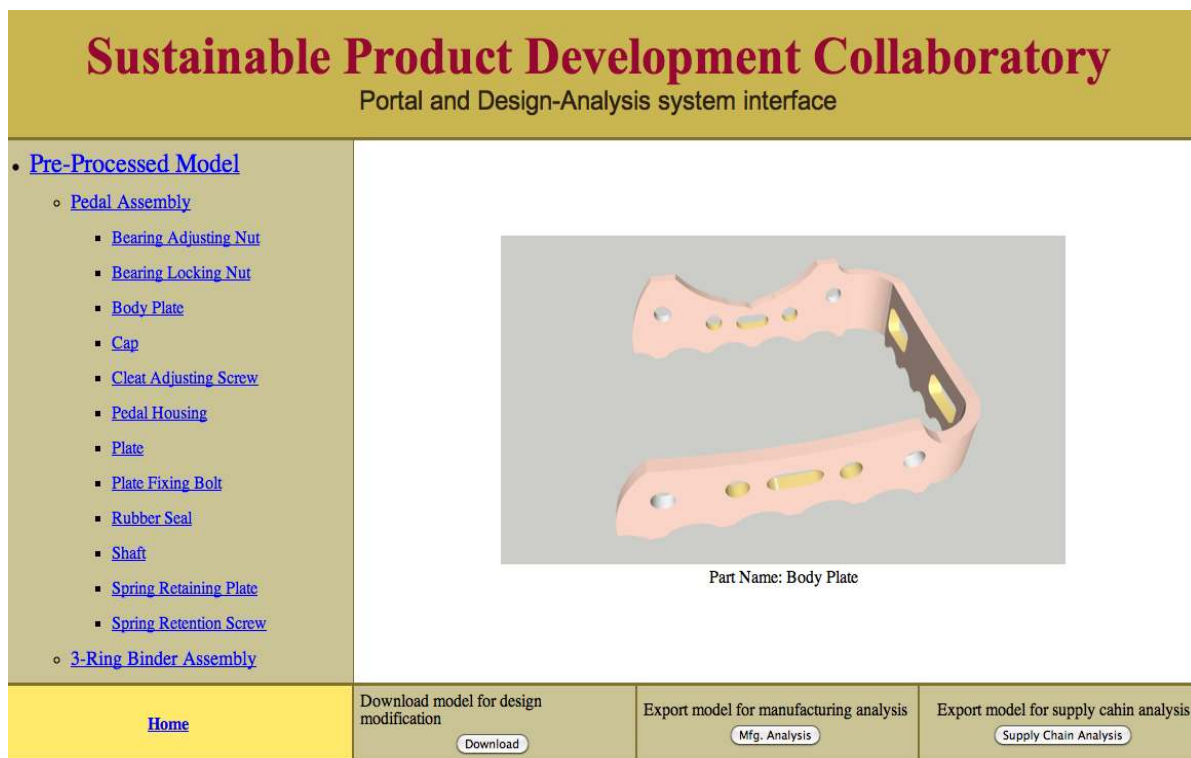 Sustainable Product Development Collaboratory
Portal and Design-Analysis system interface
Pre-Processed Model
Pedal Assembly
Bearing Adjusting Nut
Bearing Locking Nut
Body Plate
Cap
Cleat Adjusting Screw
Pedal Housing
Plate
Plate Fixing Bolt
Rubber Seal
Shaft
Spring Retaining Plate
Spring Retention Screw
3-Ring Binder Assembly
Part Name: Body Plate
Home
Download model for design
modification
Download
Export model for manufacturing analysis
Mfg. Analysis
Export model for supply cahin analysis
Supply Chain Analysis